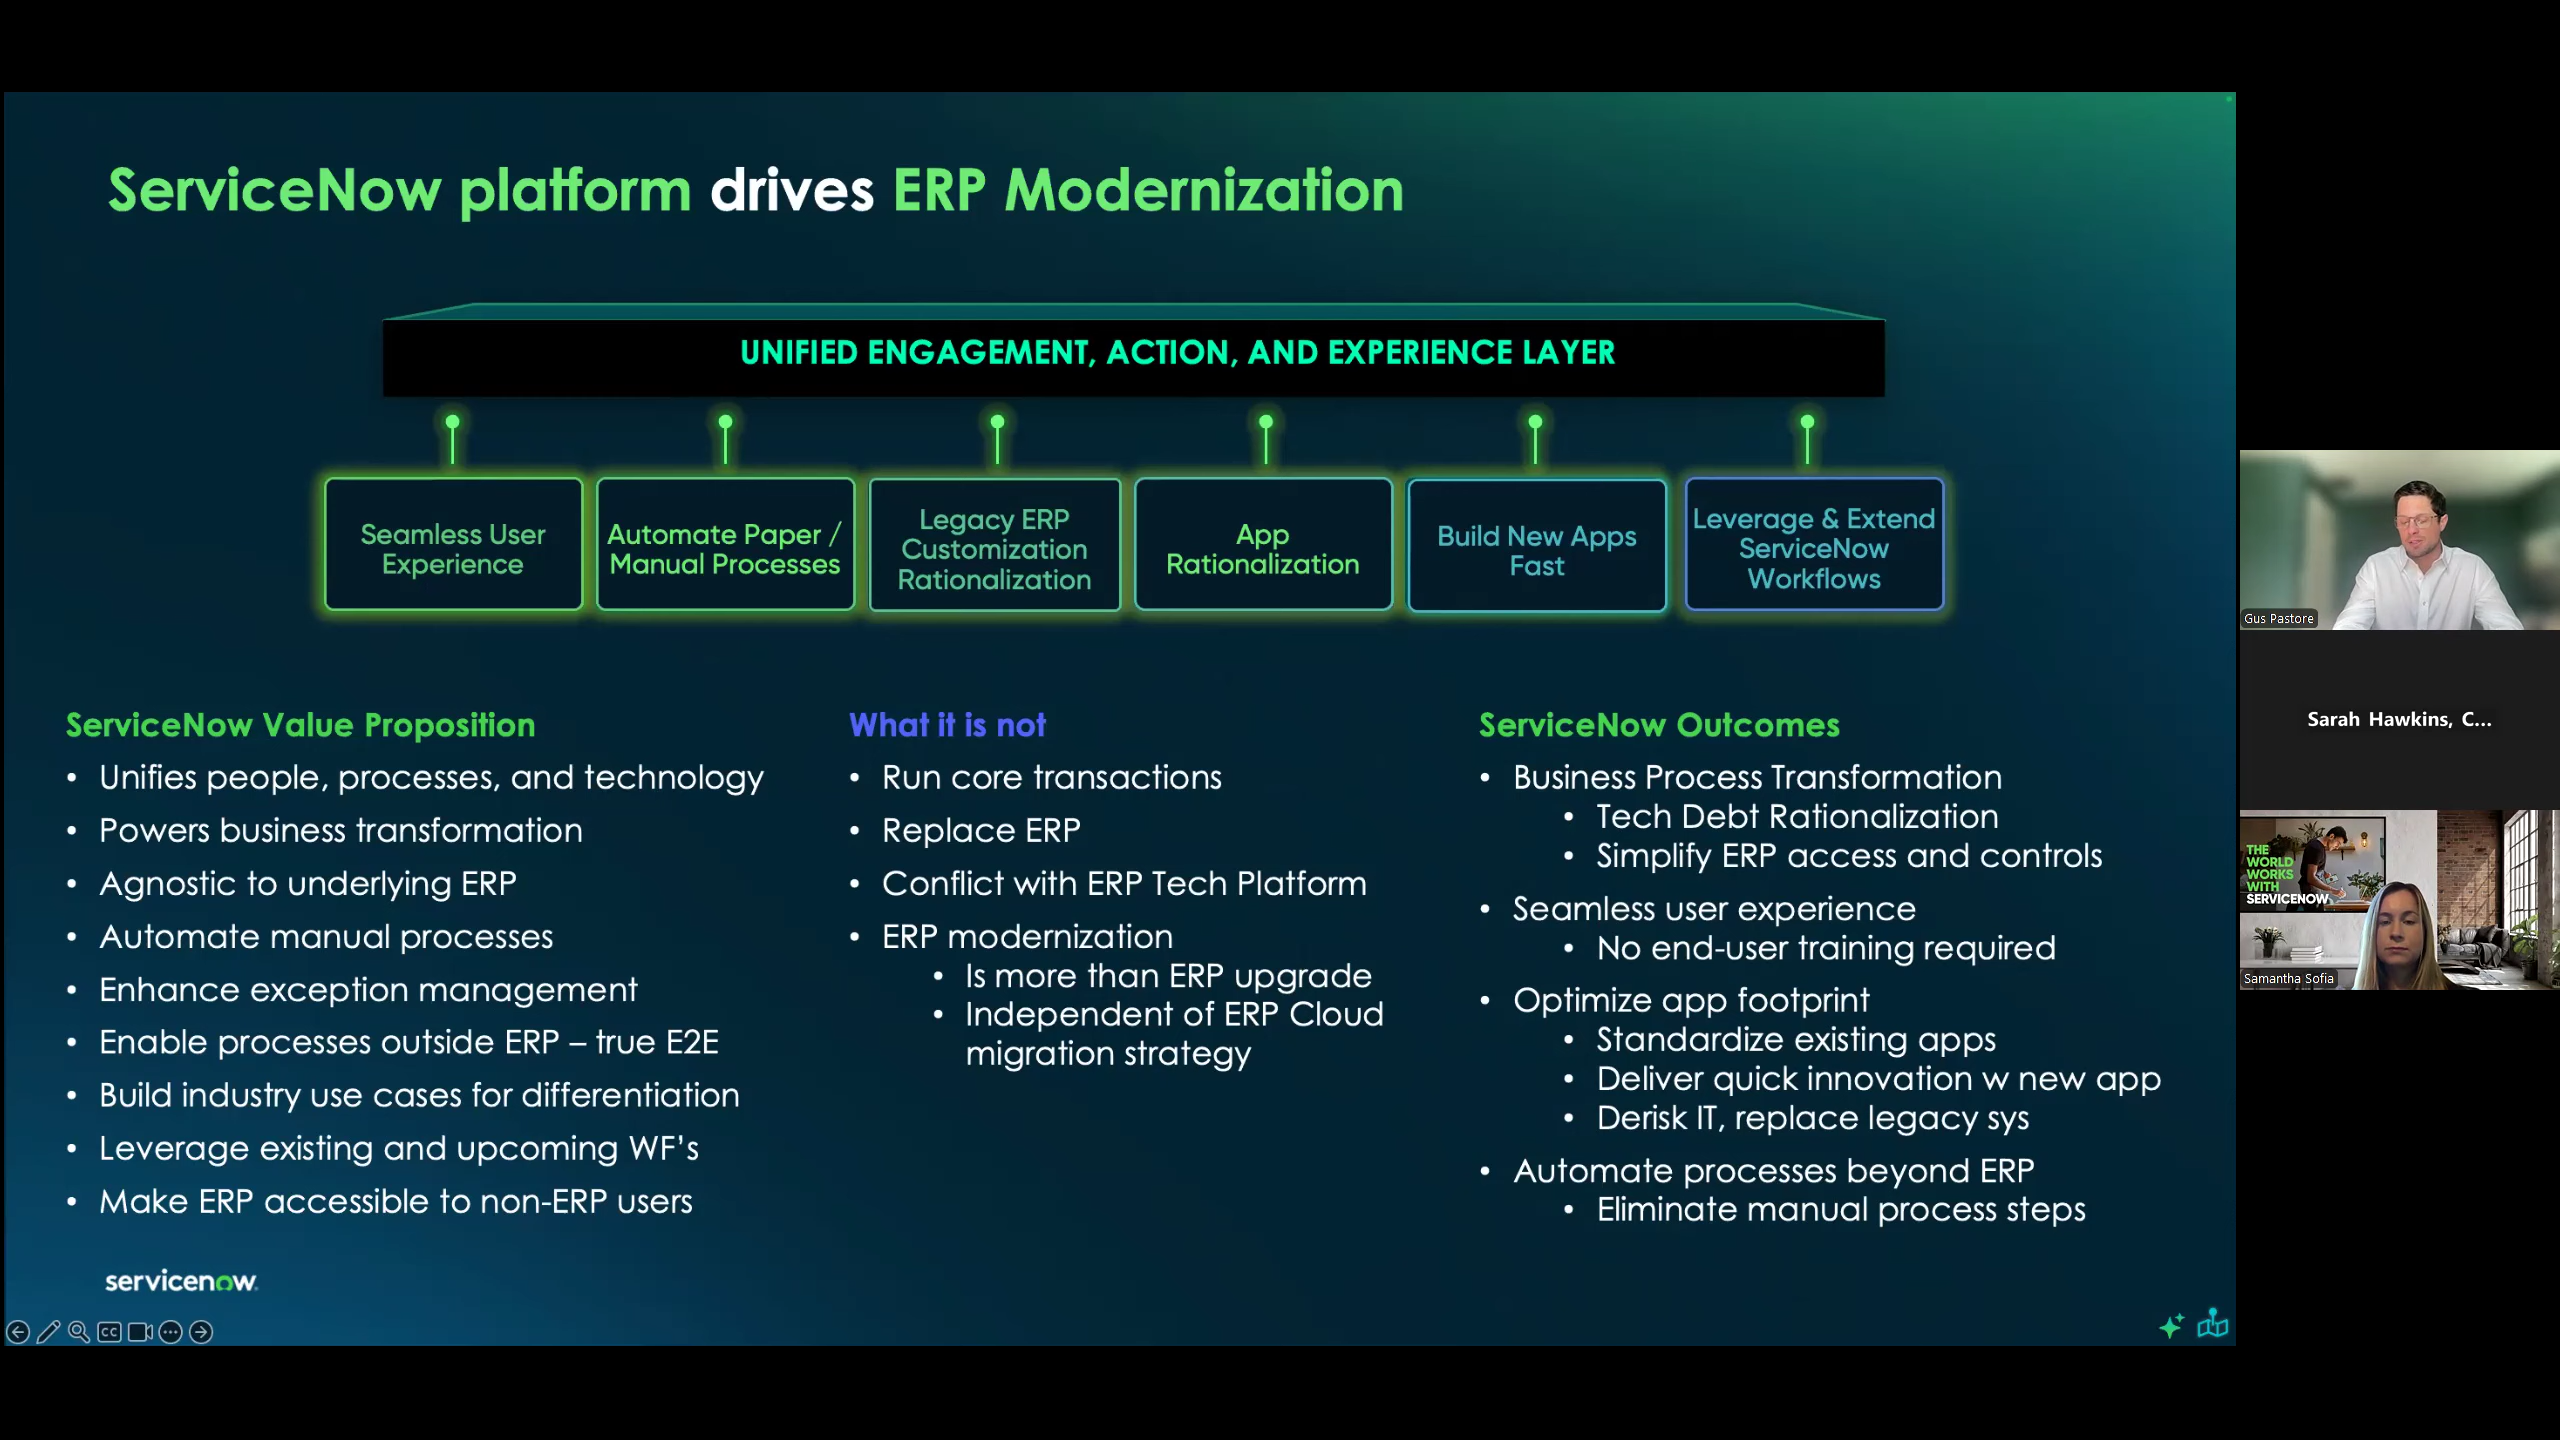 ServiceNow platform drives ERP Modernization
UNIFIED ENGAGEMENT, ACTION, AND EXPERIENCE LAYER
Seamless User
Experience
Automate Paper /
Manual Processes
Legacy ERP
Customization
Rationalization
App
Rationalization
Build New Apps
Fast
Leverage & Extend
ServiceNow
Workflows
ServiceNow Value Proposition
• Unifies people, processes, and technology
• Powers business transformation
• Agnostic to underlying ERP
• Automate manual processes
• Enhance exception management
• Enable processes outside ERP – true E2E
• Build industry use cases for differentiation
• Leverage existing and upcoming WF’s
• Make ERP accessible to non-ERP users
What it is not
• Run core transactions
• Replace ERP
• Conflict with ERP Tech Platform
• ERP modernization
• Is more than ERP upgrade
• Independent of ERP Cloud
migration strategy
ServiceNow Outcomes
• Business Process Transformation
• Tech Debt Rationalization
• Simplify ERP access and controls
• Seamless user experience
• No end-user training required
• Optimize app footprint
• Standardize existing apps
• Deliver quick innovation w new app
• Derisk IT, replace legacy sys
• Automate processes beyond ERP
• Eliminate manual process steps
servicenow
CC
Gus Pastore
Sarah Hawkins, C...
THE
WORLD
WORKS
WITH
SERVICENOW
Samantha Sofia